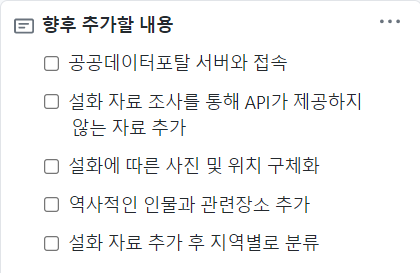 향후 추가할 내용
공공데이터포탈 서버와 접속
설화 자료 조사를 통해 API가 제공하지
않는 자료 추가
설화에 따른 사진 및 위치 구체화
역사적인 인물과 관련장소 추가
설화 자료 추가 후 지역별로 분류